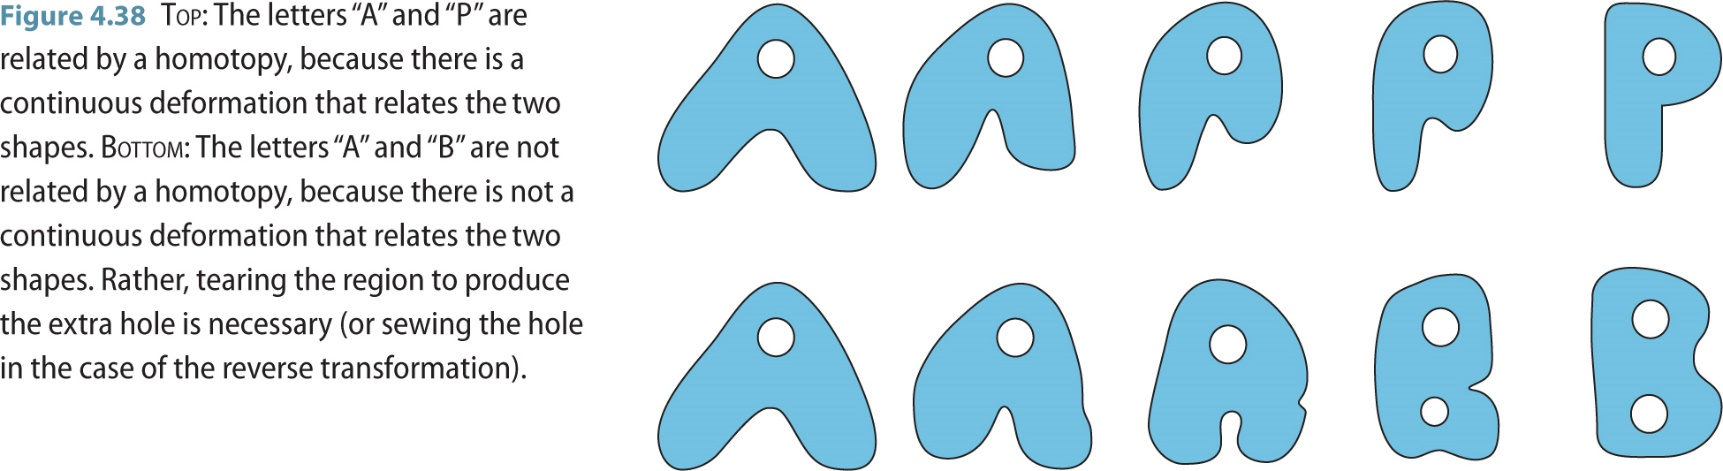 Figure 4.38 Top: The letters “A” and “P” are
related by a homotopy, because there is a
continuous deformation that relates the two
shapes. Bottom: The letters “A” and “B” are not
related by a homotopy, because there is not a
continuous deformation that relates the two
shapes. Rather, tearing the region to produce
the extra hole is necessary (or sewing the hole
in the case of the reverse transformation).